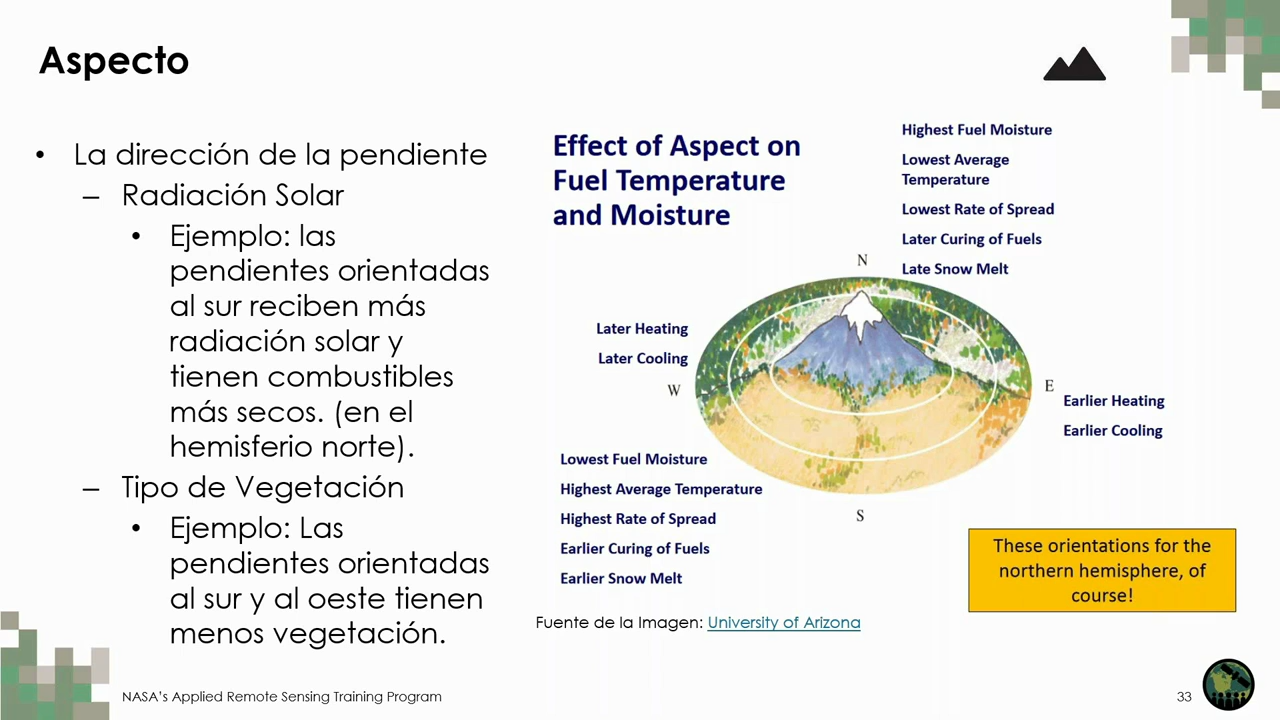 Aspecto
• La dirección de la pendiente
– Radiación Solar
• Ejemplo: las
pendientes orientadas
al sur reciben más
radiación solar y
tienen combustibles
más secos. (en el
hemisferio norte).
– Tipo de Vegetación
• Ejemplo: Las
pendientes orientadas
al sur y al oeste tienen
menos vegetación.
Effect of Aspect on
Fuel Temperature
and Moisture
Highest Fuel Moisture
Lowest Average
Temperature
Lowest Rate of Spread
Later Curing of Fuels
Late Snow Melt
N
Later Heating
Later Cooling
W
E
Earlier Heating
Earlier Cooling
Lowest Fuel Moisture
Highest Average Temperature
Highest Rate of Spread
Earlier Curing of Fuels
Earlier Snow Melt
S
These orientations for the
northern hemisphere, of
course!
Fuente de la Imagen: University of Arizona
NASA's Applied Remote Sensing Training Program
33